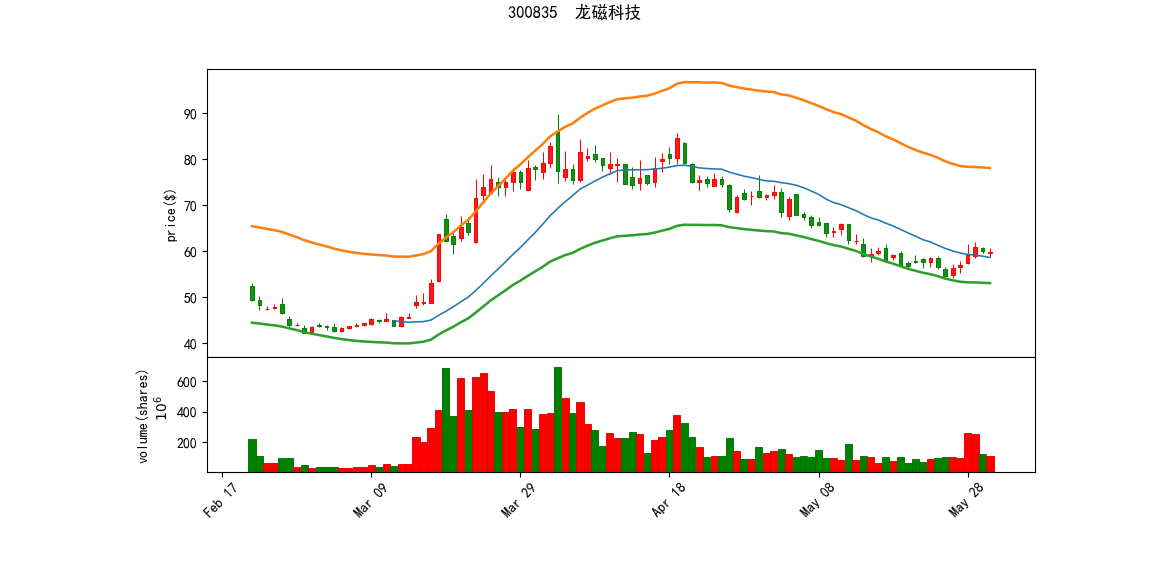 300835 龙磁科技
price($)
90
80
70
60
50
40
volume(shares)
10^6
600
400
200
Feb 17
Mar 09
Mar 29
Apr 18
May 08
May 28